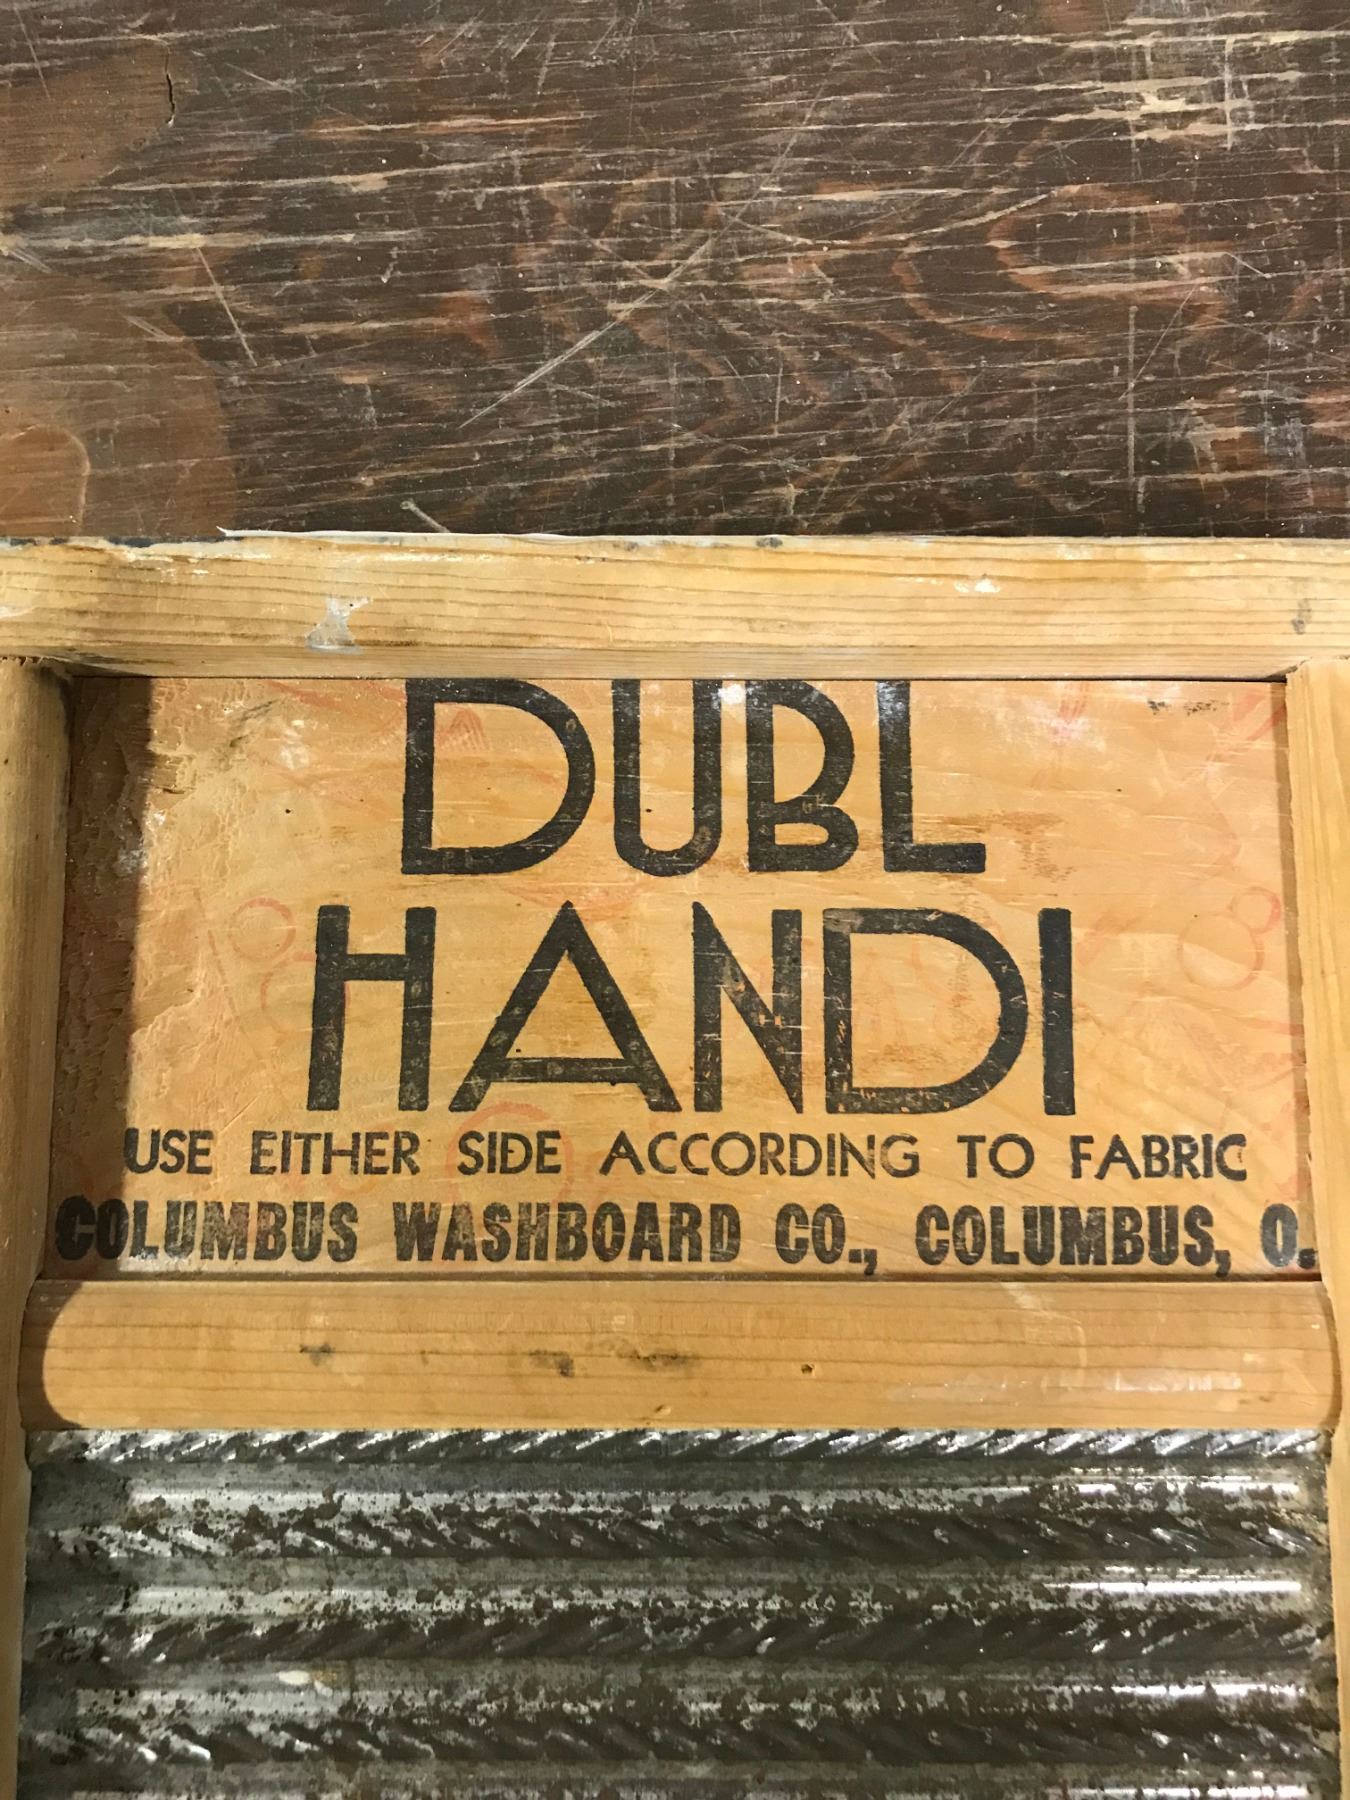 DUBL
HANDI
USE EITHER SIDE ACCORDING TO FABRIC
COLUMBUS WASHBOARD CO., COLUMBUS, O.